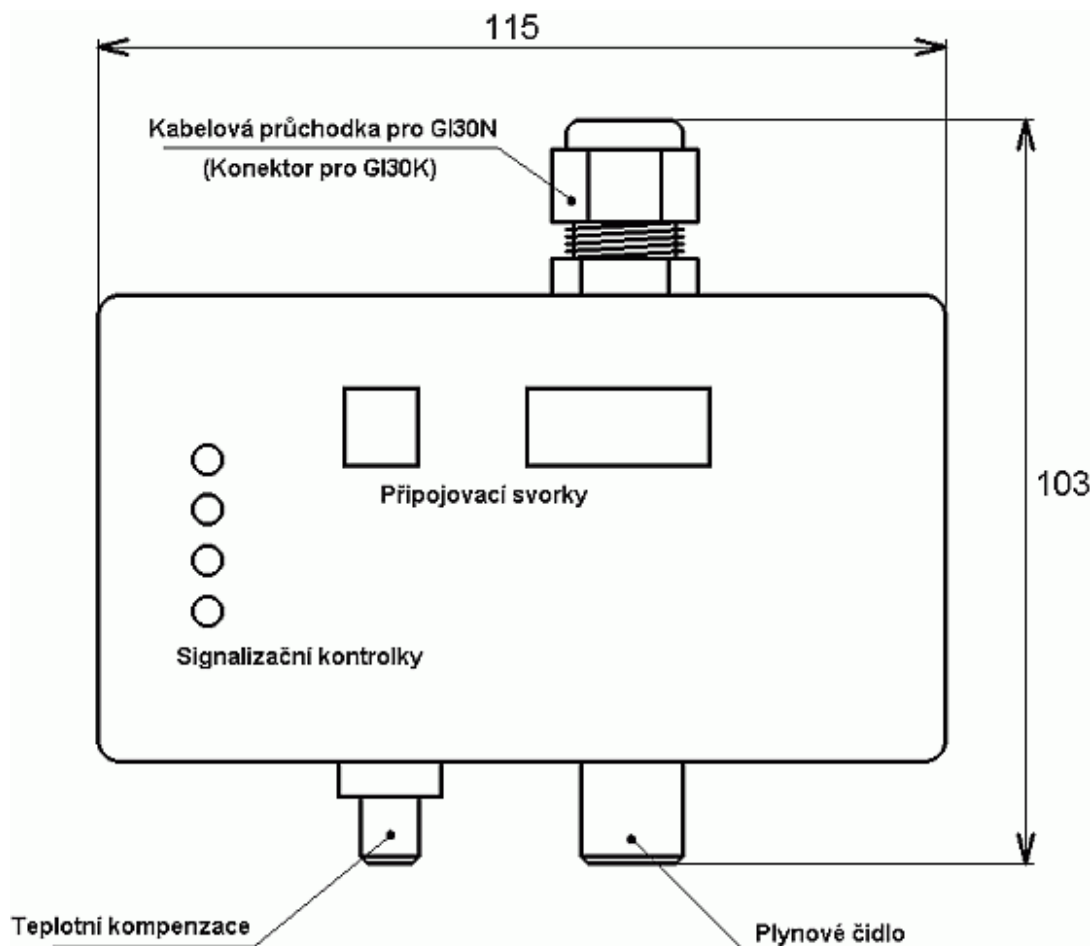 115
Kabelová průchodka pro GI30N
(Konektor pro GI30K)
103
Připojovací svorky
Signalizační kontrolky
Teplotní kompenzace
Plynové čidlo